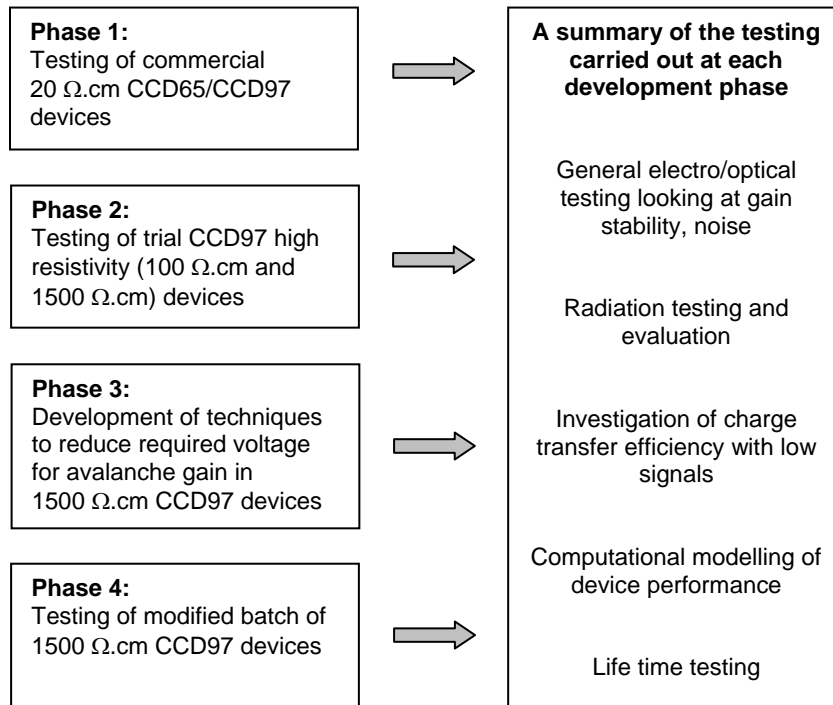 Phase 1:
Testing of commercial
20 Ω.cm CCD65/CCD97
devices
Phase 2:
Testing of trial CCD97 high
resistivity (100 Ω.cm and
1500 Ω.cm) devices
Phase 3:
Development of techniques
to reduce required voltage
for avalanche gain in
1500 Ω.cm CCD97 devices
Phase 4:
Testing of modified batch of
1500 Ω.cm CCD97 devices
A summary of the testing
carried out at each
development phase
General electro/optical
testing looking at gain
stability, noise
Radiation testing and
evaluation
Investigation of charge
transfer efficiency with low
signals
Computational modelling of
device performance
Life time testing